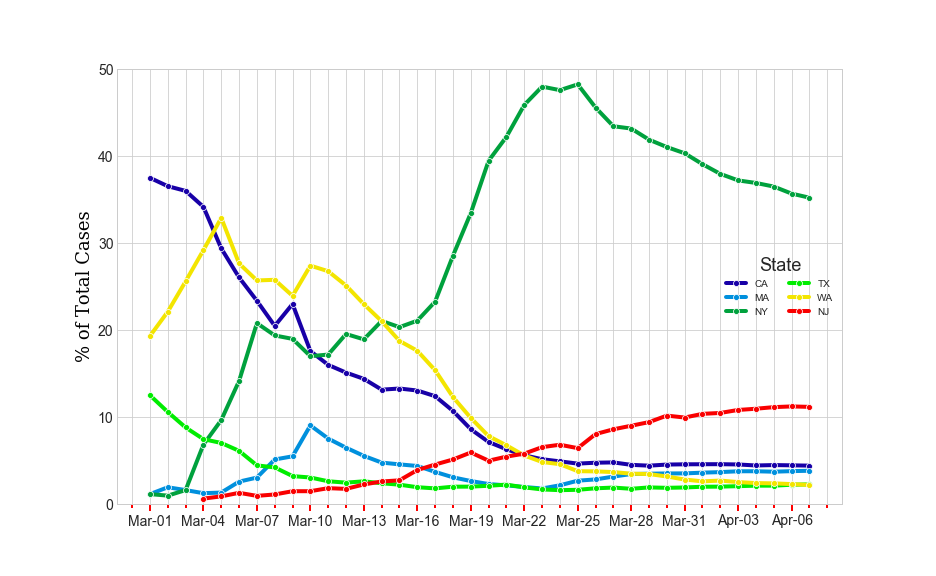 50
40
30
20
10
0
% of Total Cases
State
CA TX
MA WA
NY NJ
Mar-01 Mar-04 Mar-07 Mar-10 Mar-13 Mar-16 Mar-19 Mar-22 Mar-25 Mar-28 Mar-31 Apr-03 Apr-06